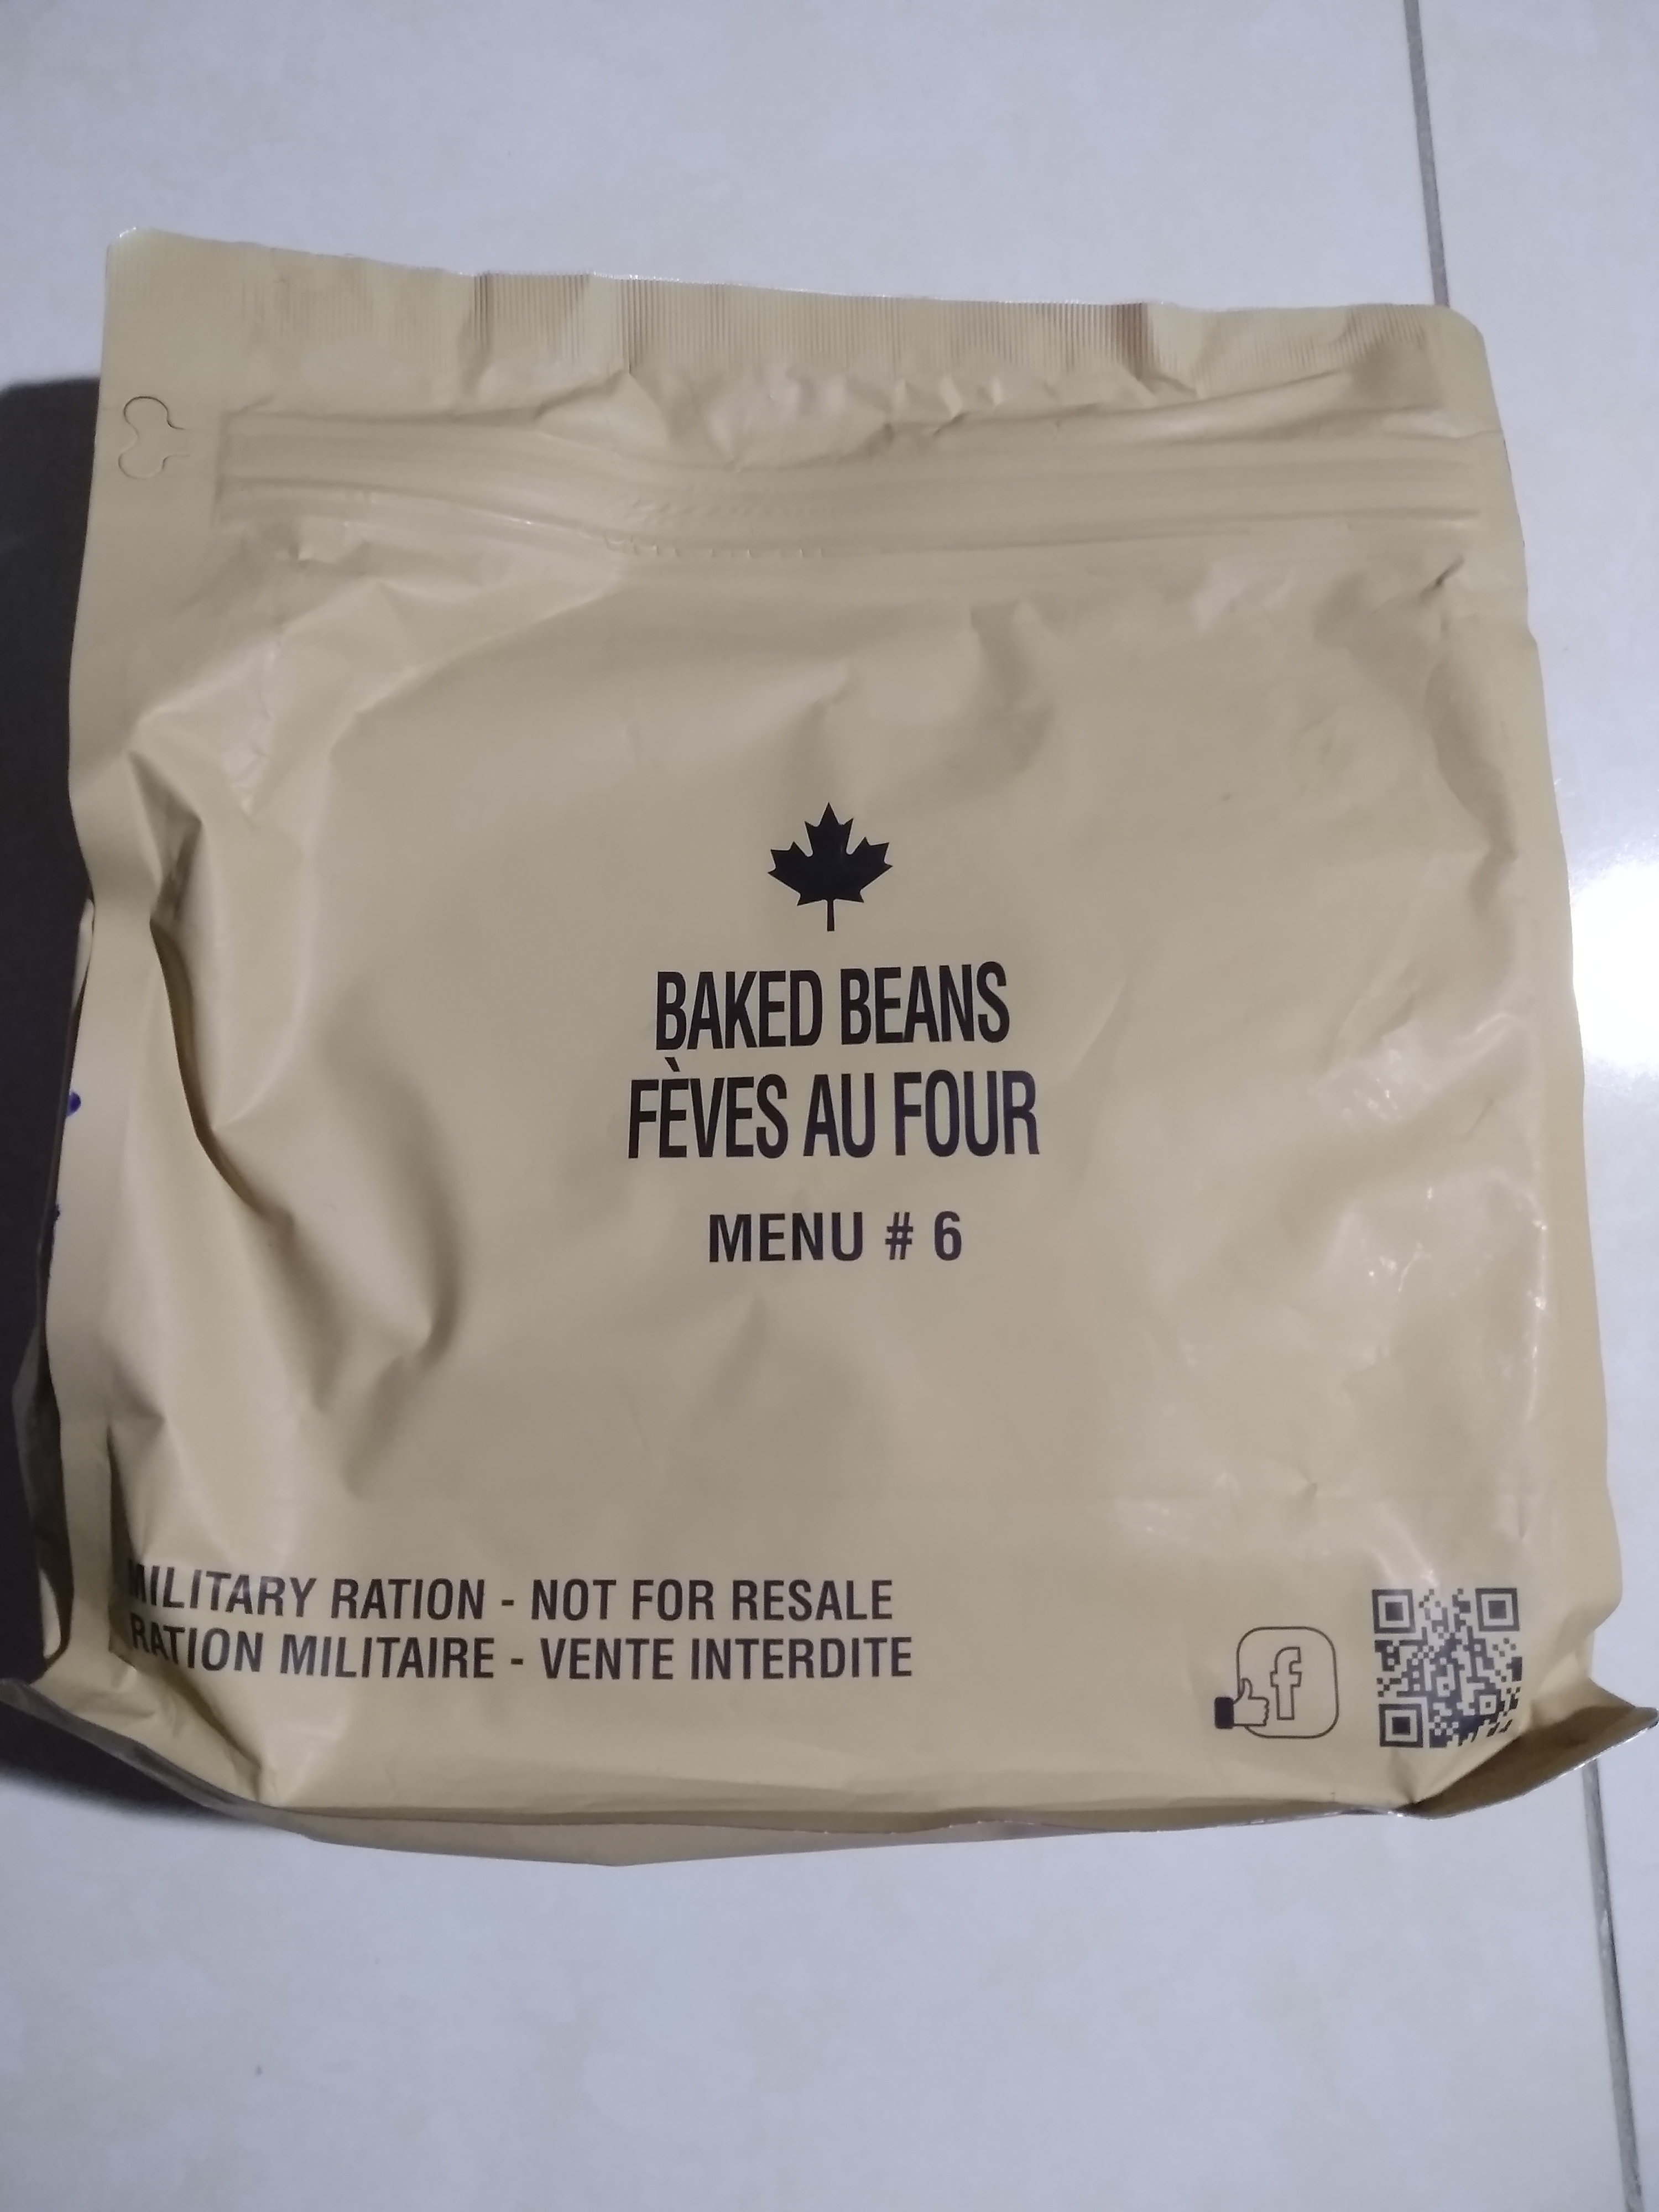 BAKED BEANS
FÈVES AU FOUR
MENU # 6
MILITARY RATION - NOT FOR RESALE
RATION MILITAIRE - VENTE INTERDITE
f